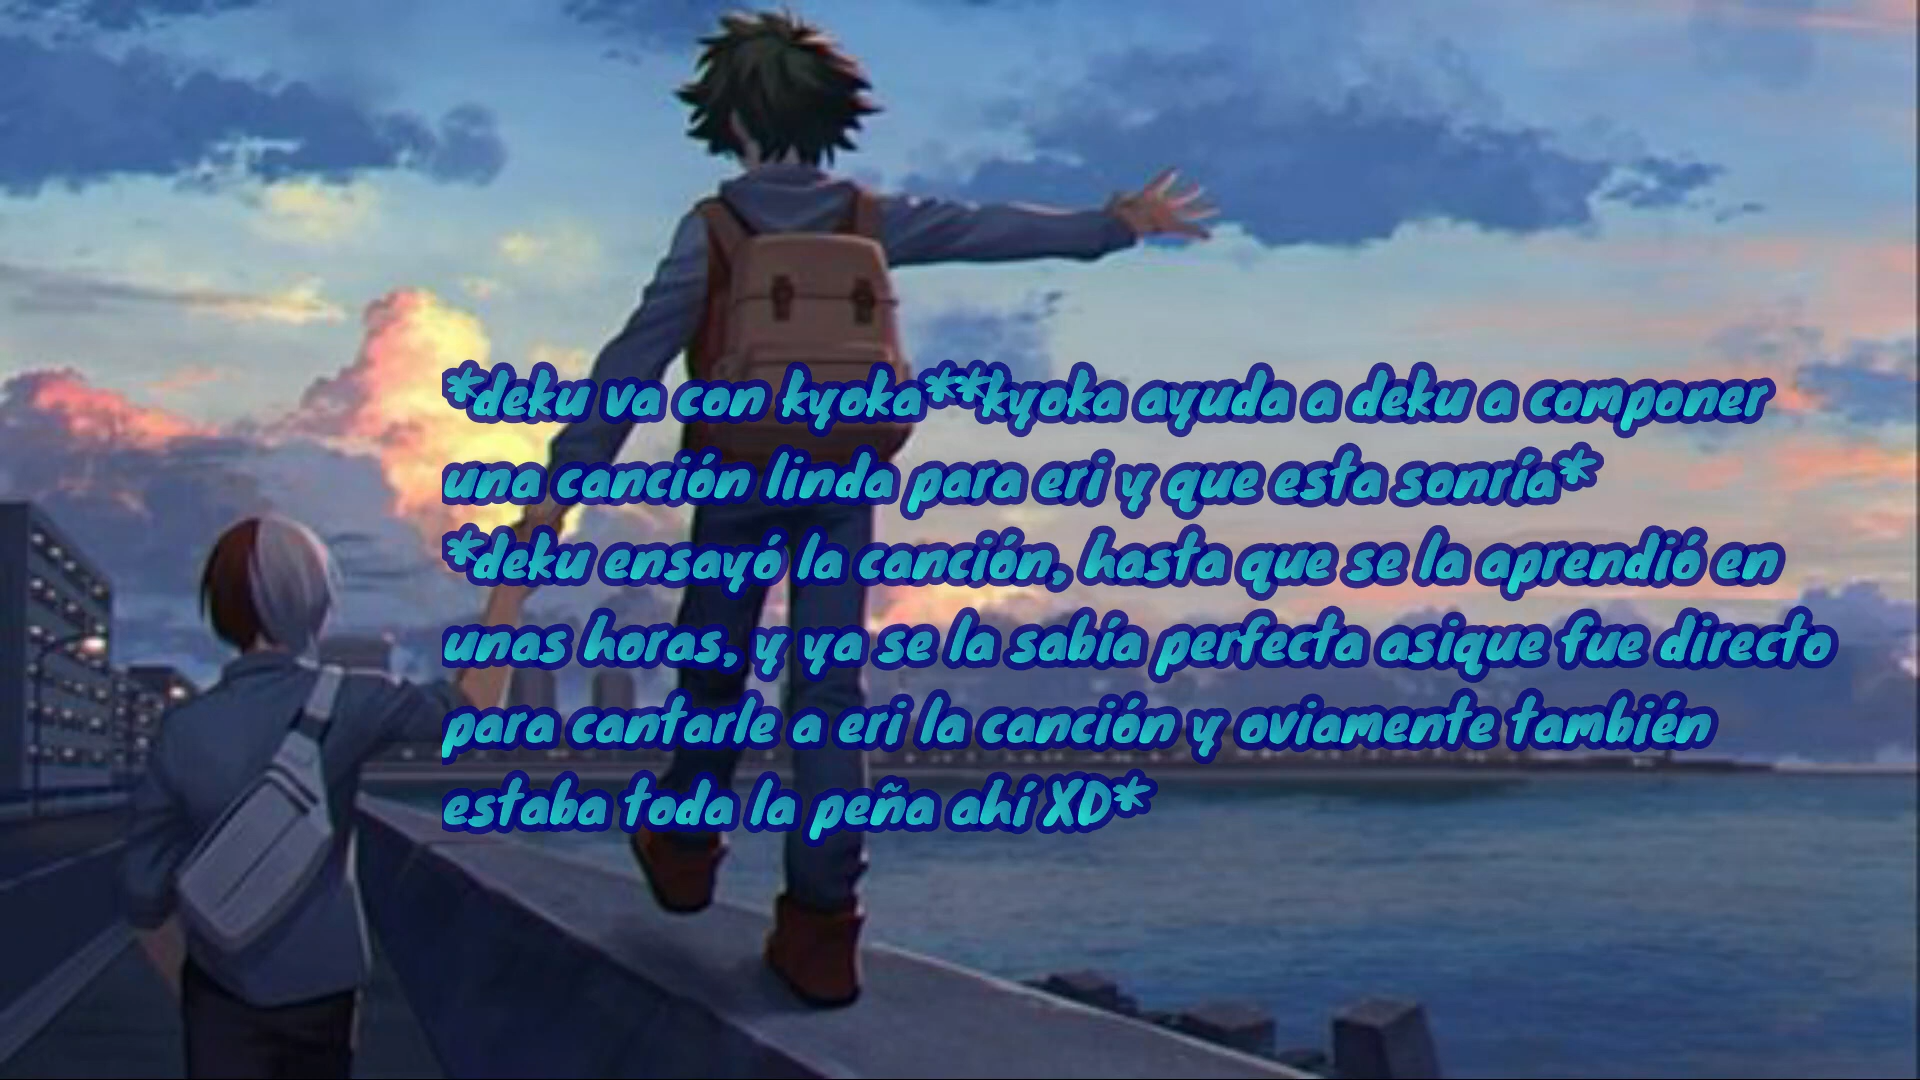 *deku va con kyoka**kyoka ayuda a deku a componer
una canción linda para eri y que esta sonría*
*deku ensayó la canción, hasta que se la aprendió en
unas horas, y ya se la sabía perfecta asique fue directo
para cantarle a eri la canción y oviamente también
estaba toda la peña ahí XD*